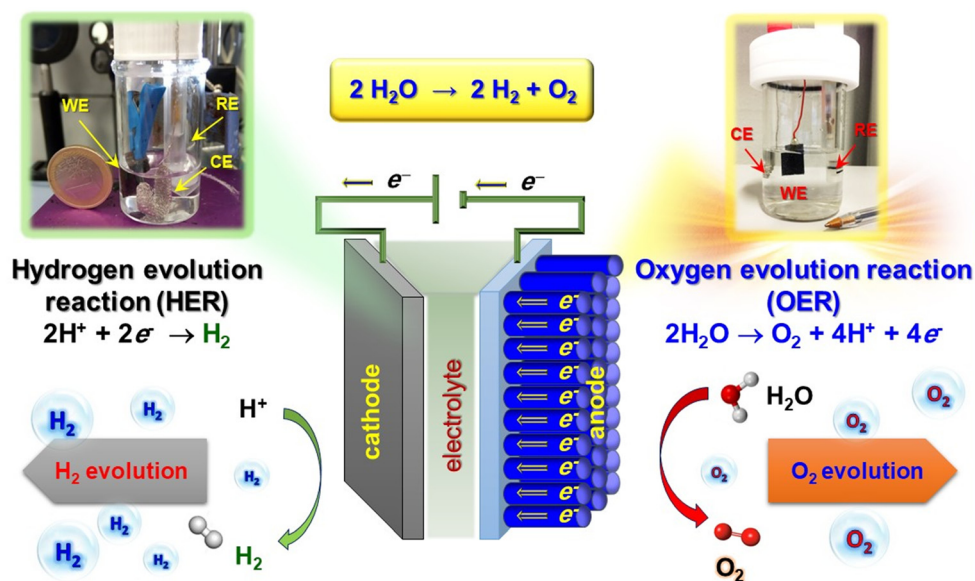 WE
RE
CE
2 H₂O → 2 H₂ + O₂
CE
RE
WE
e⁻
e⁻
Hydrogen evolution
reaction (HER)
2H⁺ + 2e⁻ → H₂
Oxygen evolution reaction
(OER)
2H₂O → O₂ + 4H⁺ + 4e⁻
cathode
electrolyte
anode
e⁻
e⁻
e⁻
e⁻
e⁻
e⁻
e⁻
e⁻
e⁻
e⁻
H₂
H₂
H⁺
H₂ evolution
H₂
H₂
H₂
H₂
H₂
H₂O
O₂
O₂
O₂
O₂ evolution
O₂
O₂